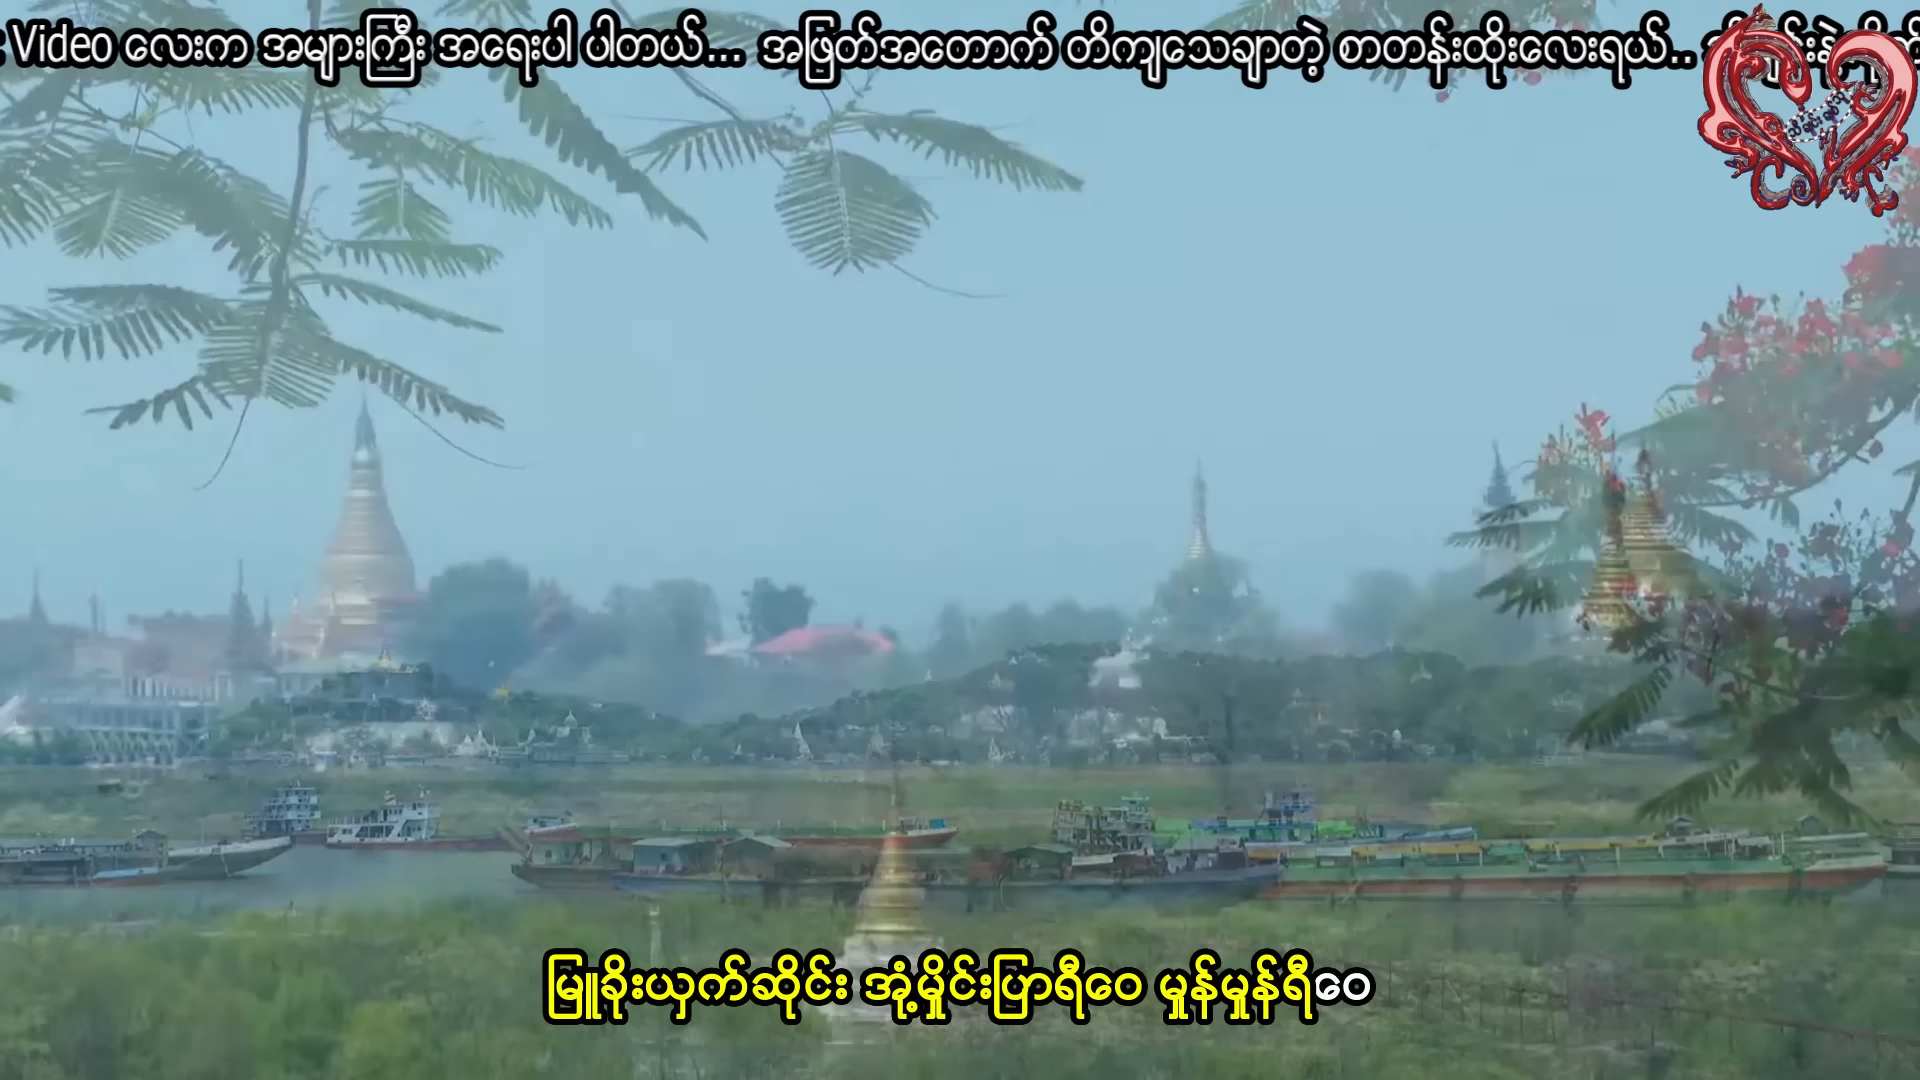 Video လေးက အများကြီး အရေးပါ ပါတယ်... အဖြတ်အတောက် တိကျသေချာတဲ့ စာတန်းထိုးလေးရယ်..
မြူခိုးယှက်ဆိုင်း အုံ့မှိုင်းပြာရီဝေ မှုန်မှုန်ရီဝေ